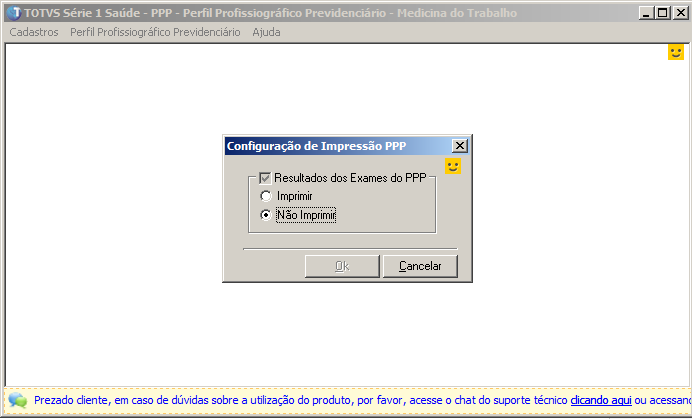 TOTVS Série 1 Saúde - PPP - Perfil Profissiográfico Previdenciário - Medicina do Trabalho
Cadastros Perfil Profissiográfico Previdenciário Ajuda
Configuração de Impressão PPP
Resultados dos Exames do PPP
Imprimir
Não Imprimir
Ok Cancelar
Prezado cliente, em caso de dúvidas sobre a utilização do produto, por favor, acesse o chat do suporte técnico clicando aqui ou acessand